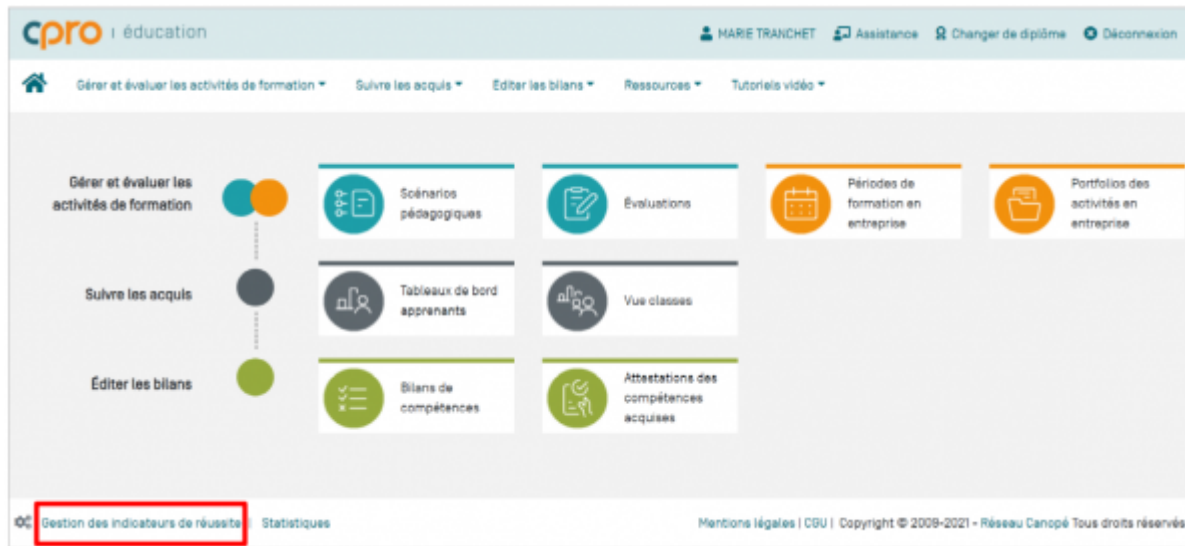 cpro | éducation
MARIE TRANCHET Assistance Changer de diplôme Déconnexion
Gérer et évaluer les activités de formation Suivre les acquis Editer les bilans Ressources Tutoriels vidéo
Gérer et évaluer les
activités de formation
Scénarios
pédagogiques
Évaluations
Périodes de
formation en
entreprise
Portfolios des
activités en
entreprise
Suivre les acquis
Tableaux de bord
apprenants
Vue classes
Éditer les bilans
Bilans de
compétences
Attestations des
compétences
acquises
Gestion des indicateurs de réussite | Statistiques
Mentions légales | CGU | Copyright © 2009-2021 - Réseau Canopé Tous droits réservés